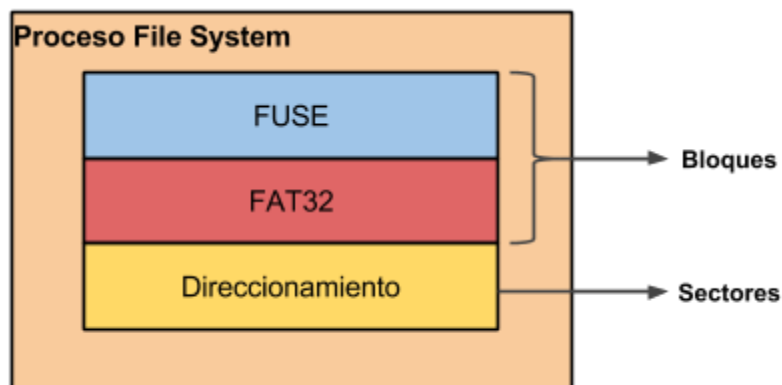 Proceso File System
FUSE
FAT32
Direccionamiento
Bloques
Sectores